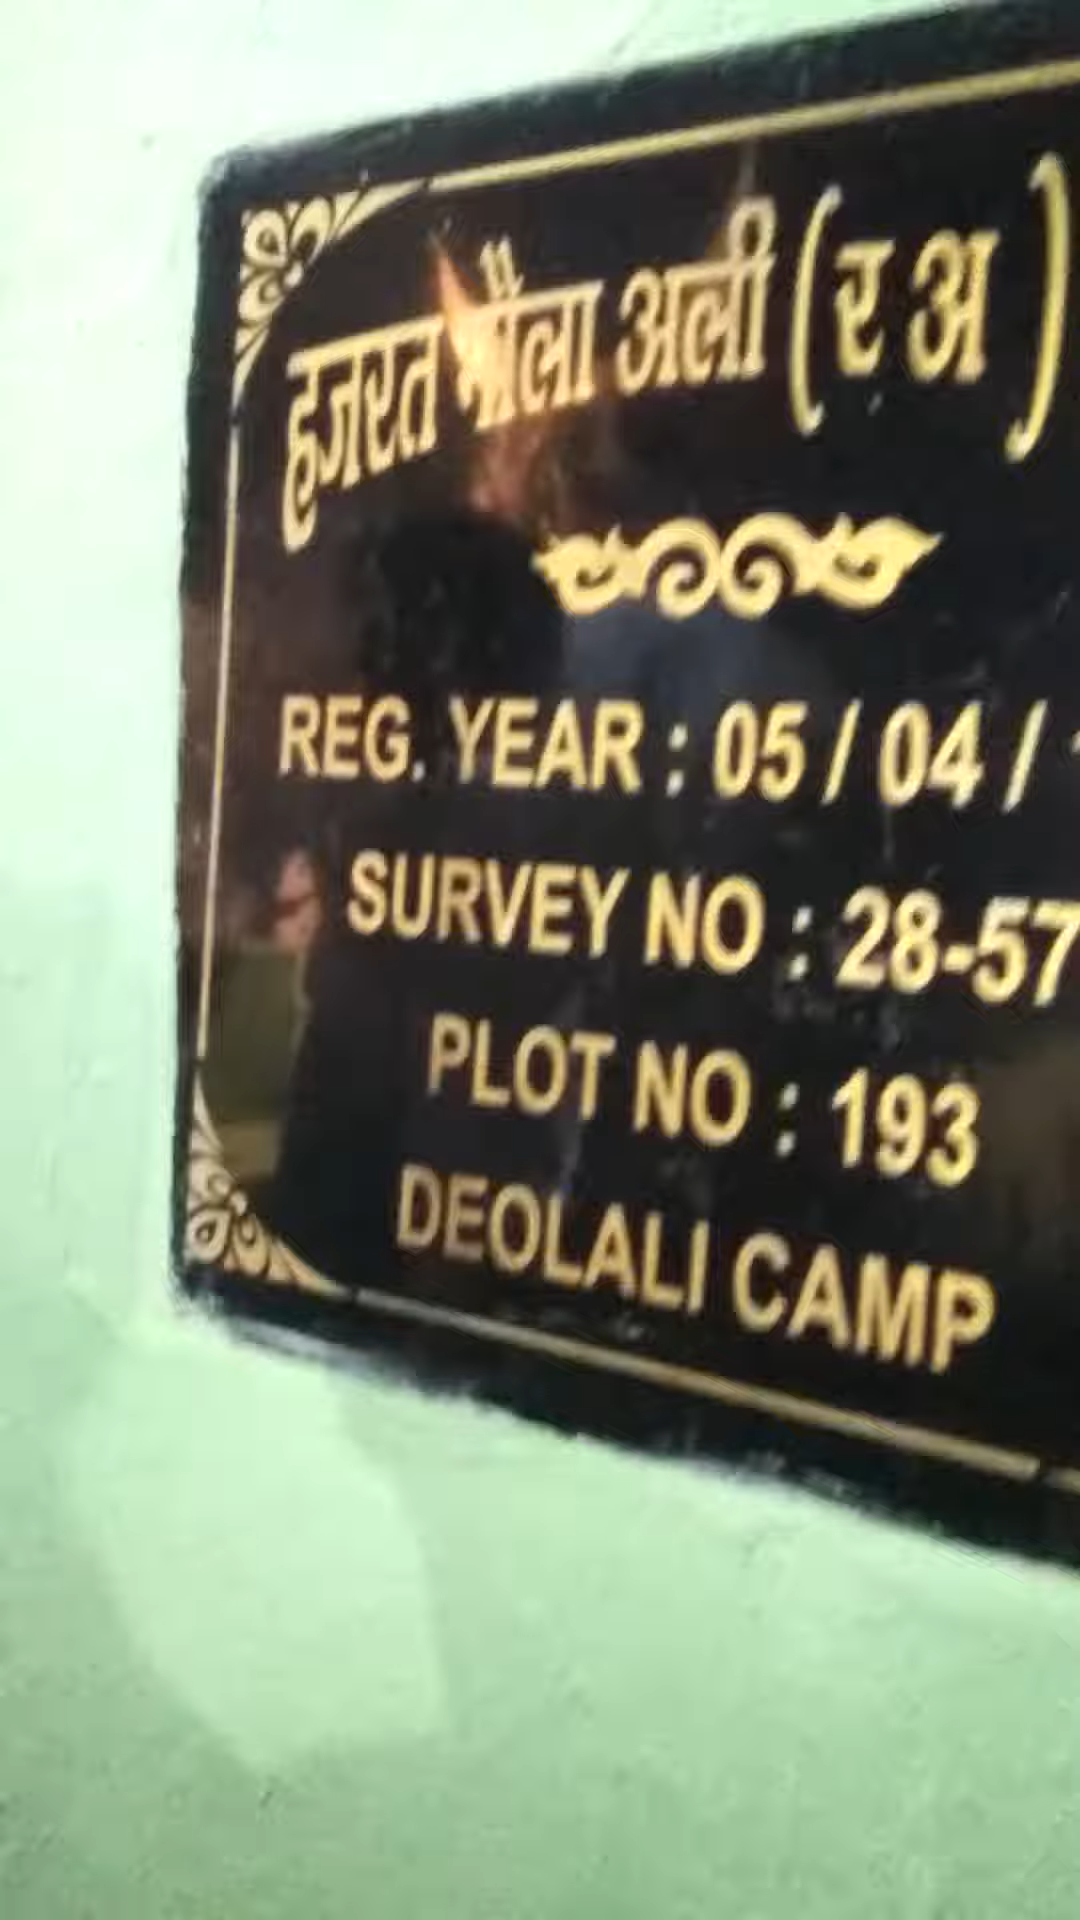 हजरत मौला अली (र अ )
REG. YEAR : 05 / 04 /
SURVEY NO : 28-57
PLOT NO : 193
DEOLALI CAMP